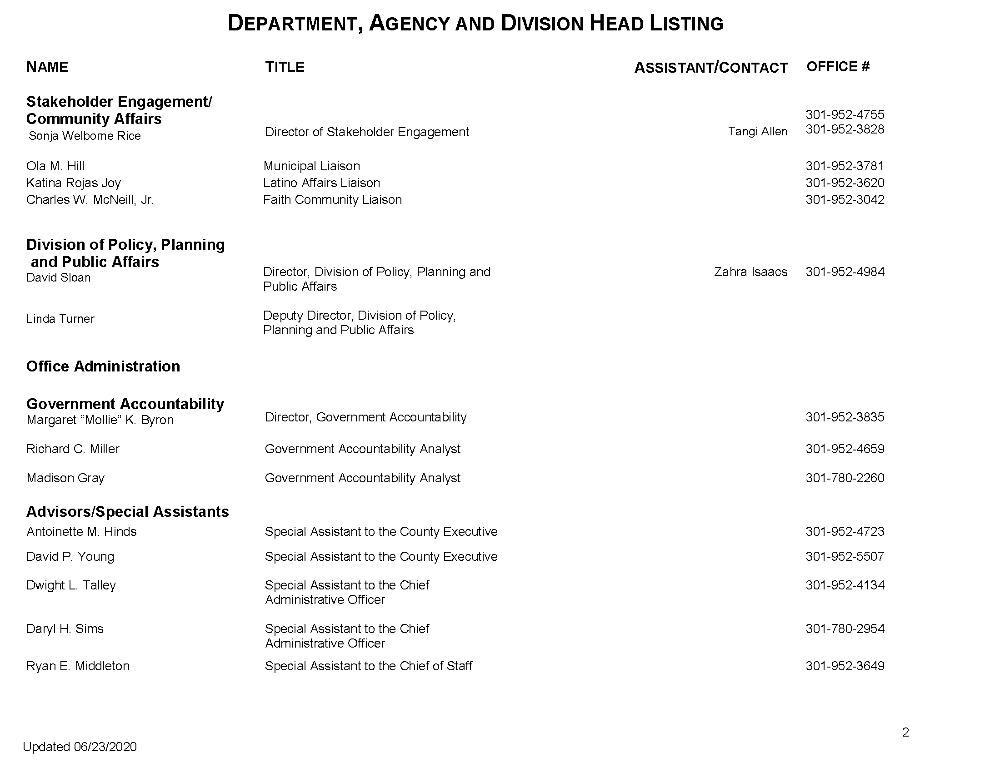 DEPARTMENT, AGENCY AND DIVISION HEAD LISTING
NAME TITLE ASSISTANT/CONTACT OFFICE #
Stakeholder Engagement/
Community Affairs 301-952-4755
Sonja Welborne Rice Director of Stakeholder Engagement Tangi Allen 301-952-3828
Ola M. Hill Municipal Liaison 301-952-3781
Katina Rojas Joy Latino Affairs Liaison 301-952-3620
Charles W. McNeill, Jr. Faith Community Liaison 301-952-3042
Division of Policy, Planning
and Public Affairs
David Sloan Director, Division of Policy, Planning and Zahra Isaacs 301-952-4984
Public Affairs
Linda Turner Deputy Director, Division of Policy,
Planning and Public Affairs
Office Administration
Government Accountability
Margaret “Mollie” K. Byron Director, Government Accountability 301-952-3835
Richard C. Miller Government Accountability Analyst 301-952-4659
Madison Gray Government Accountability Analyst 301-780-2260
Advisors/Special Assistants
Antoinette M. Hinds Special Assistant to the County Executive 301-952-4723
David P. Young Special Assistant to the County Executive 301-952-5507
Dwight L. Talley Special Assistant to the Chief 301-952-4134
Administrative Officer
Daryl H. Sims Special Assistant to the Chief 301-780-2954
Administrative Officer
Ryan E. Middleton Special Assistant to the Chief of Staff 301-952-3649
2
Updated 06/23/2020